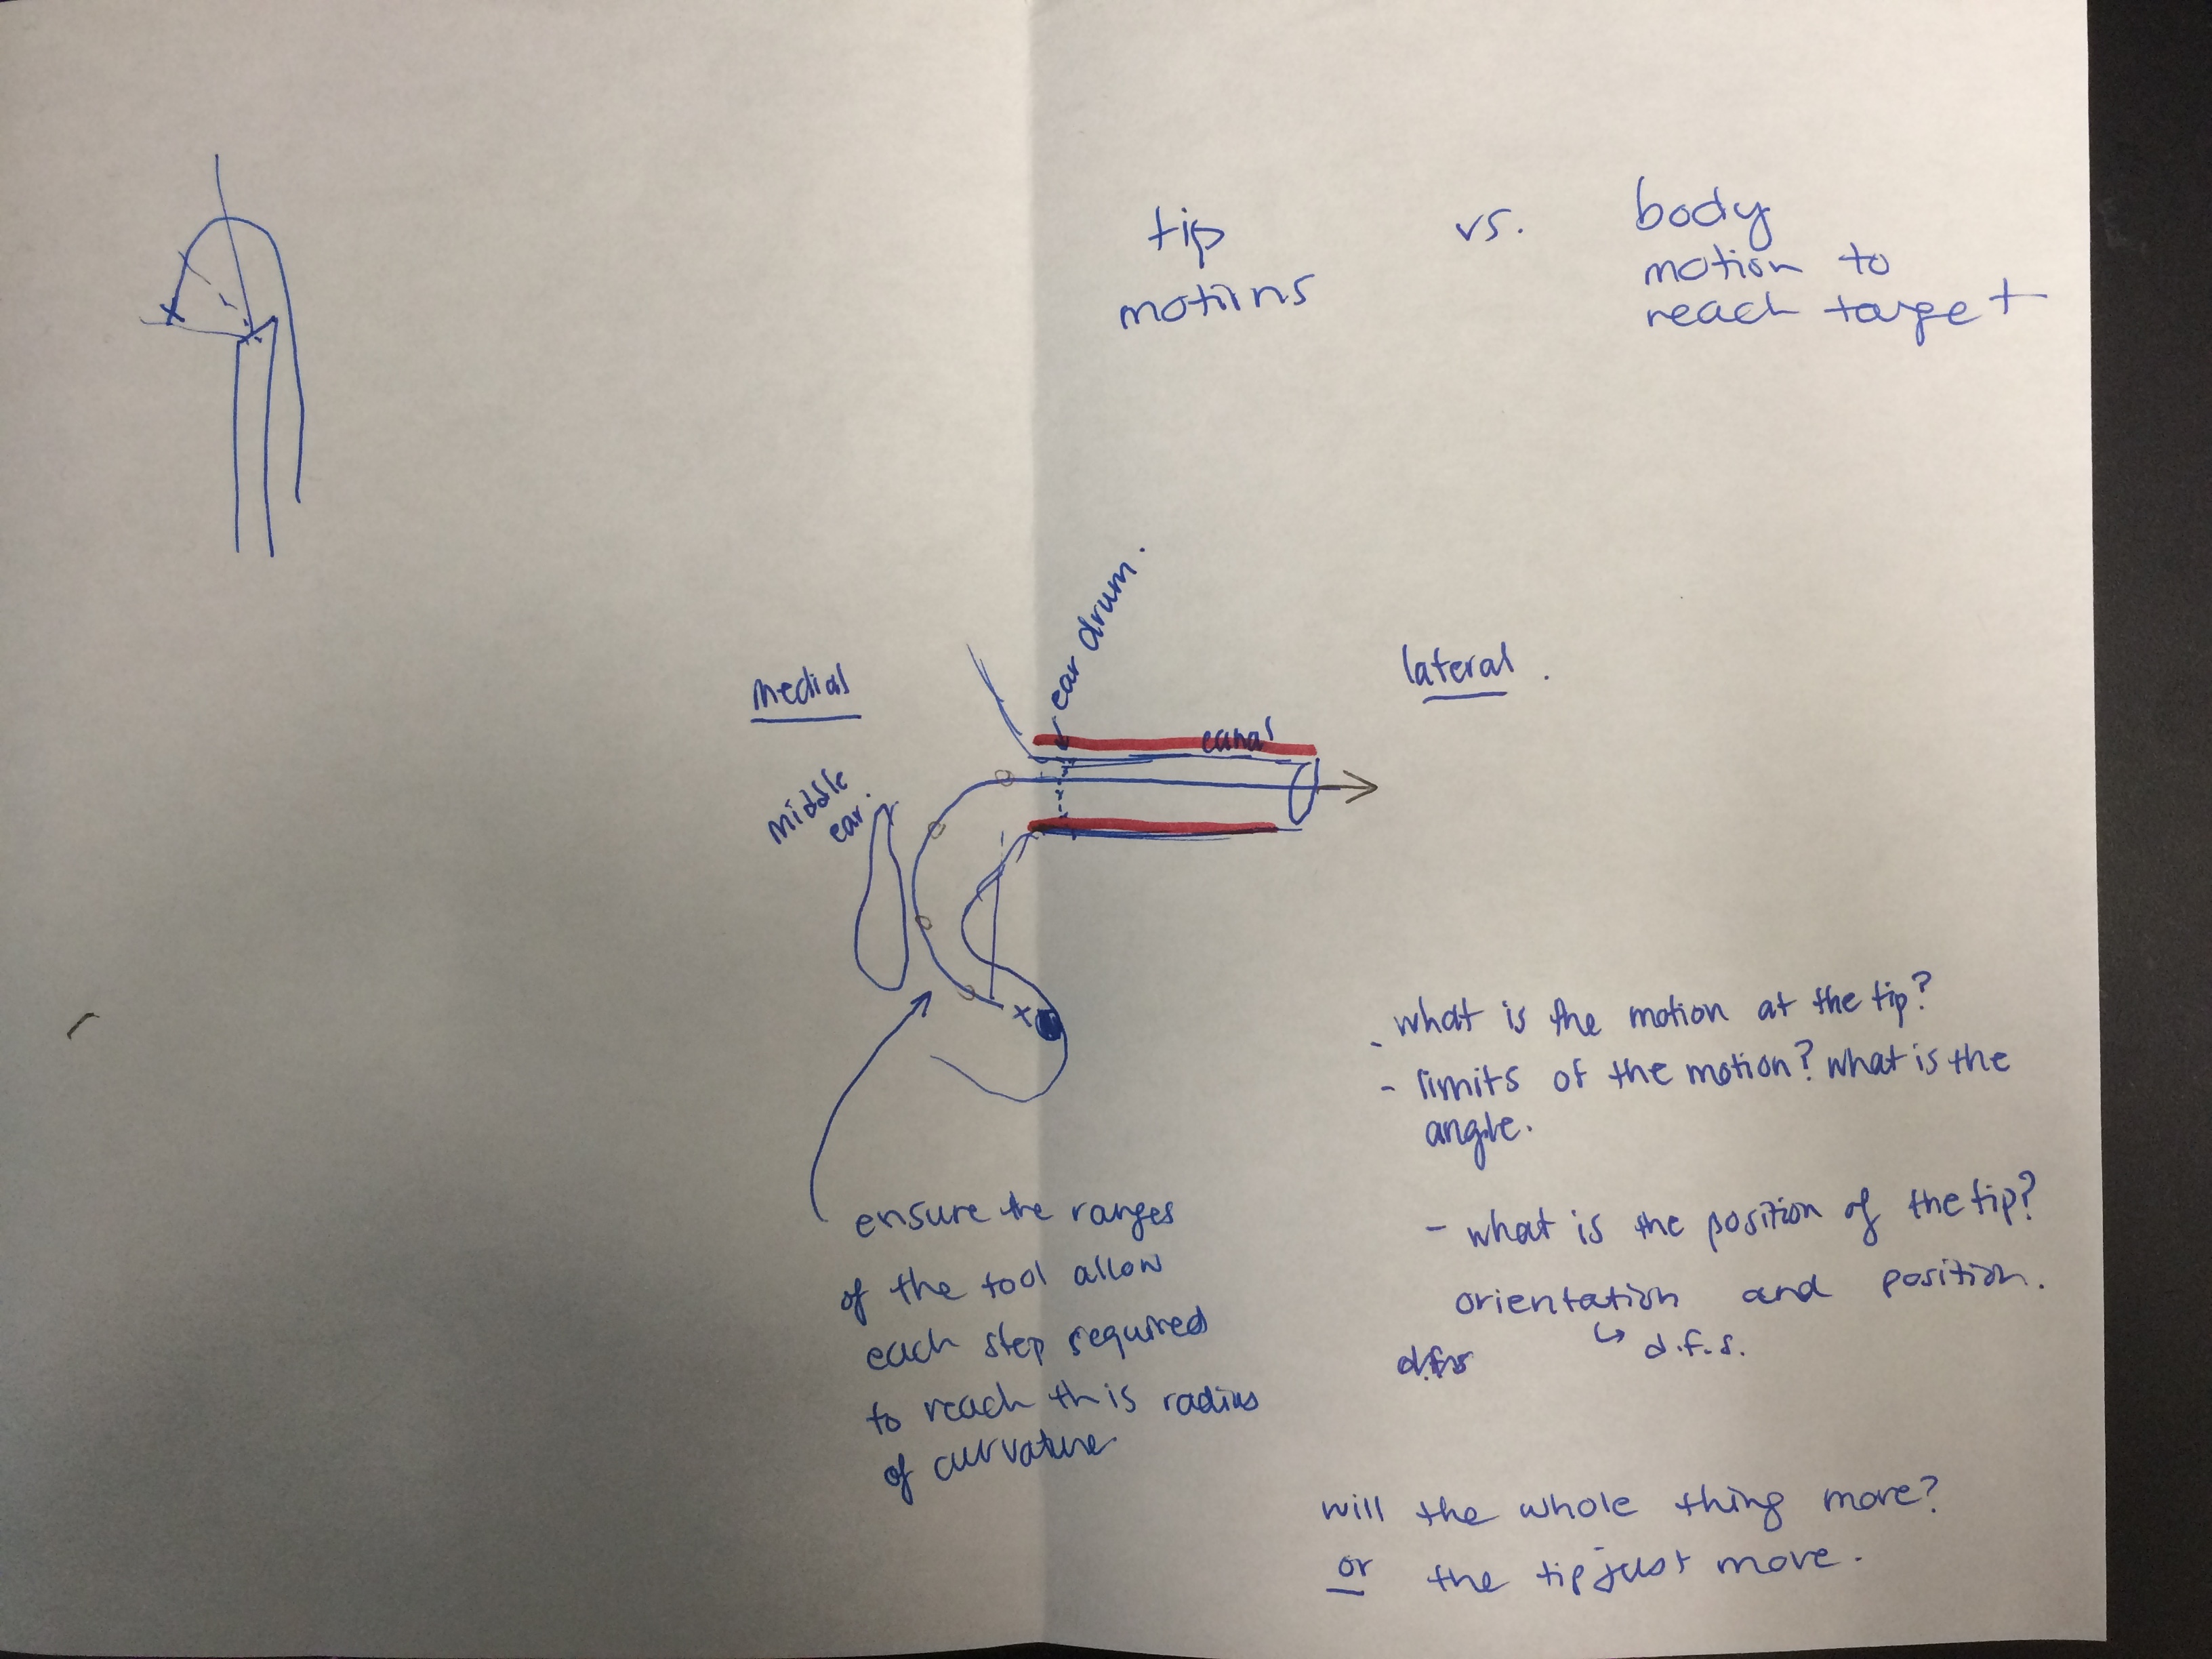 tip
motions
vs.
body
motion to
reach target
medial
lateral.
middle
ear.
ear drum.
canal
ensure the ranges
of the tool allow
each step required
to reach this radius
of curvature
- what is the motion at the tip?
- limits of the motion? what is the
angle.
- what is the position of the tip?
orientation and position.
↳ d.f.s.
will the whole thing move?
or the tip just move.